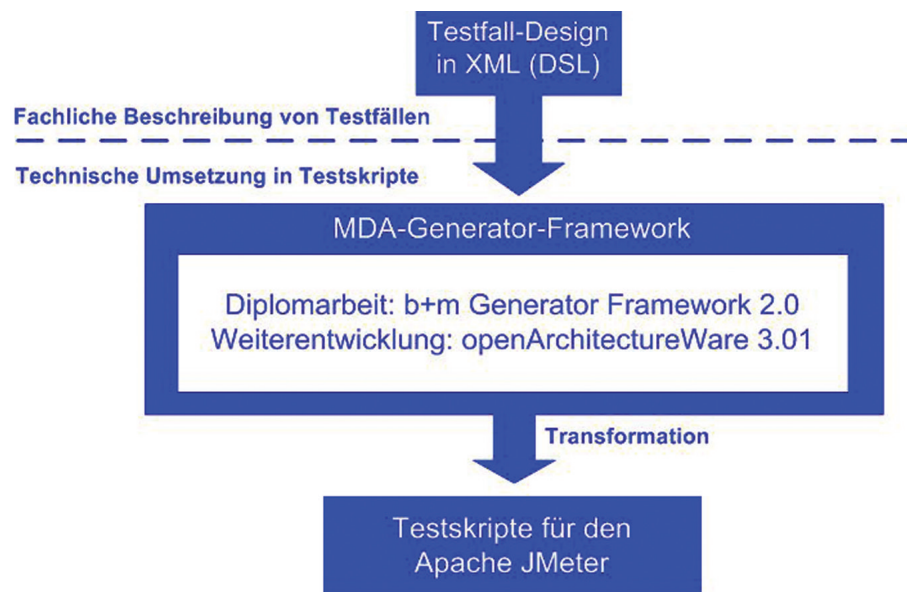 Testfall-Design
in XML (DSL)
Fachliche Beschreibung von Testfällen
Technische Umsetzung in Testskripte
MDA-Generator-Framework
Diplomarbeit: b+m Generator Framework 2.0
Weiterentwicklung: openArchitectureWare 3.01
Transformation
Testskripte für den
Apache JMeter